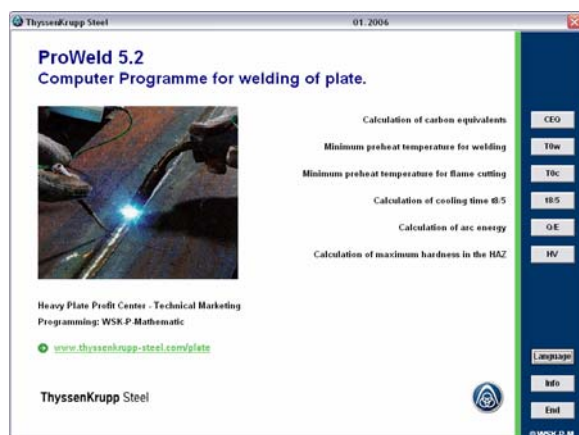 ThyssenKrupp Steel 01.2006
ProWeld 5.2
Computer Programme for welding of plate.
Calculation of carbon equivalents CEQ
Minimum preheat temperature for welding T0w
Minimum preheat temperature for flame cutting T0c
Calculation of cooling time t8/5 t8/5
Calculation of arc energy Q/E
Calculation of maximum hardness in the HAZ HV
Heavy Plate Profit Center - Technical Marketing
Programming: WSK-P-Mathematic
www.thyssenkrupp-steel.com/plate
Language
Info
ThyssenKrupp Steel
End
© WSK-P-M